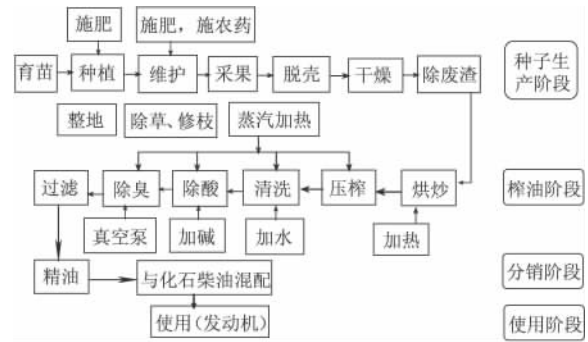 施肥
施肥，施农药
育苗
种植
维护
采果
脱壳
干燥
除废渣
种子生
产阶段
整地
除草、修枝
蒸汽加热
过滤
除臭
除酸
清洗
压榨
烘炒
榨油阶段
真空泵
加碱
加水
加热
精油
与化石柴油混配
分销阶段
使用（发动机）
使用阶段